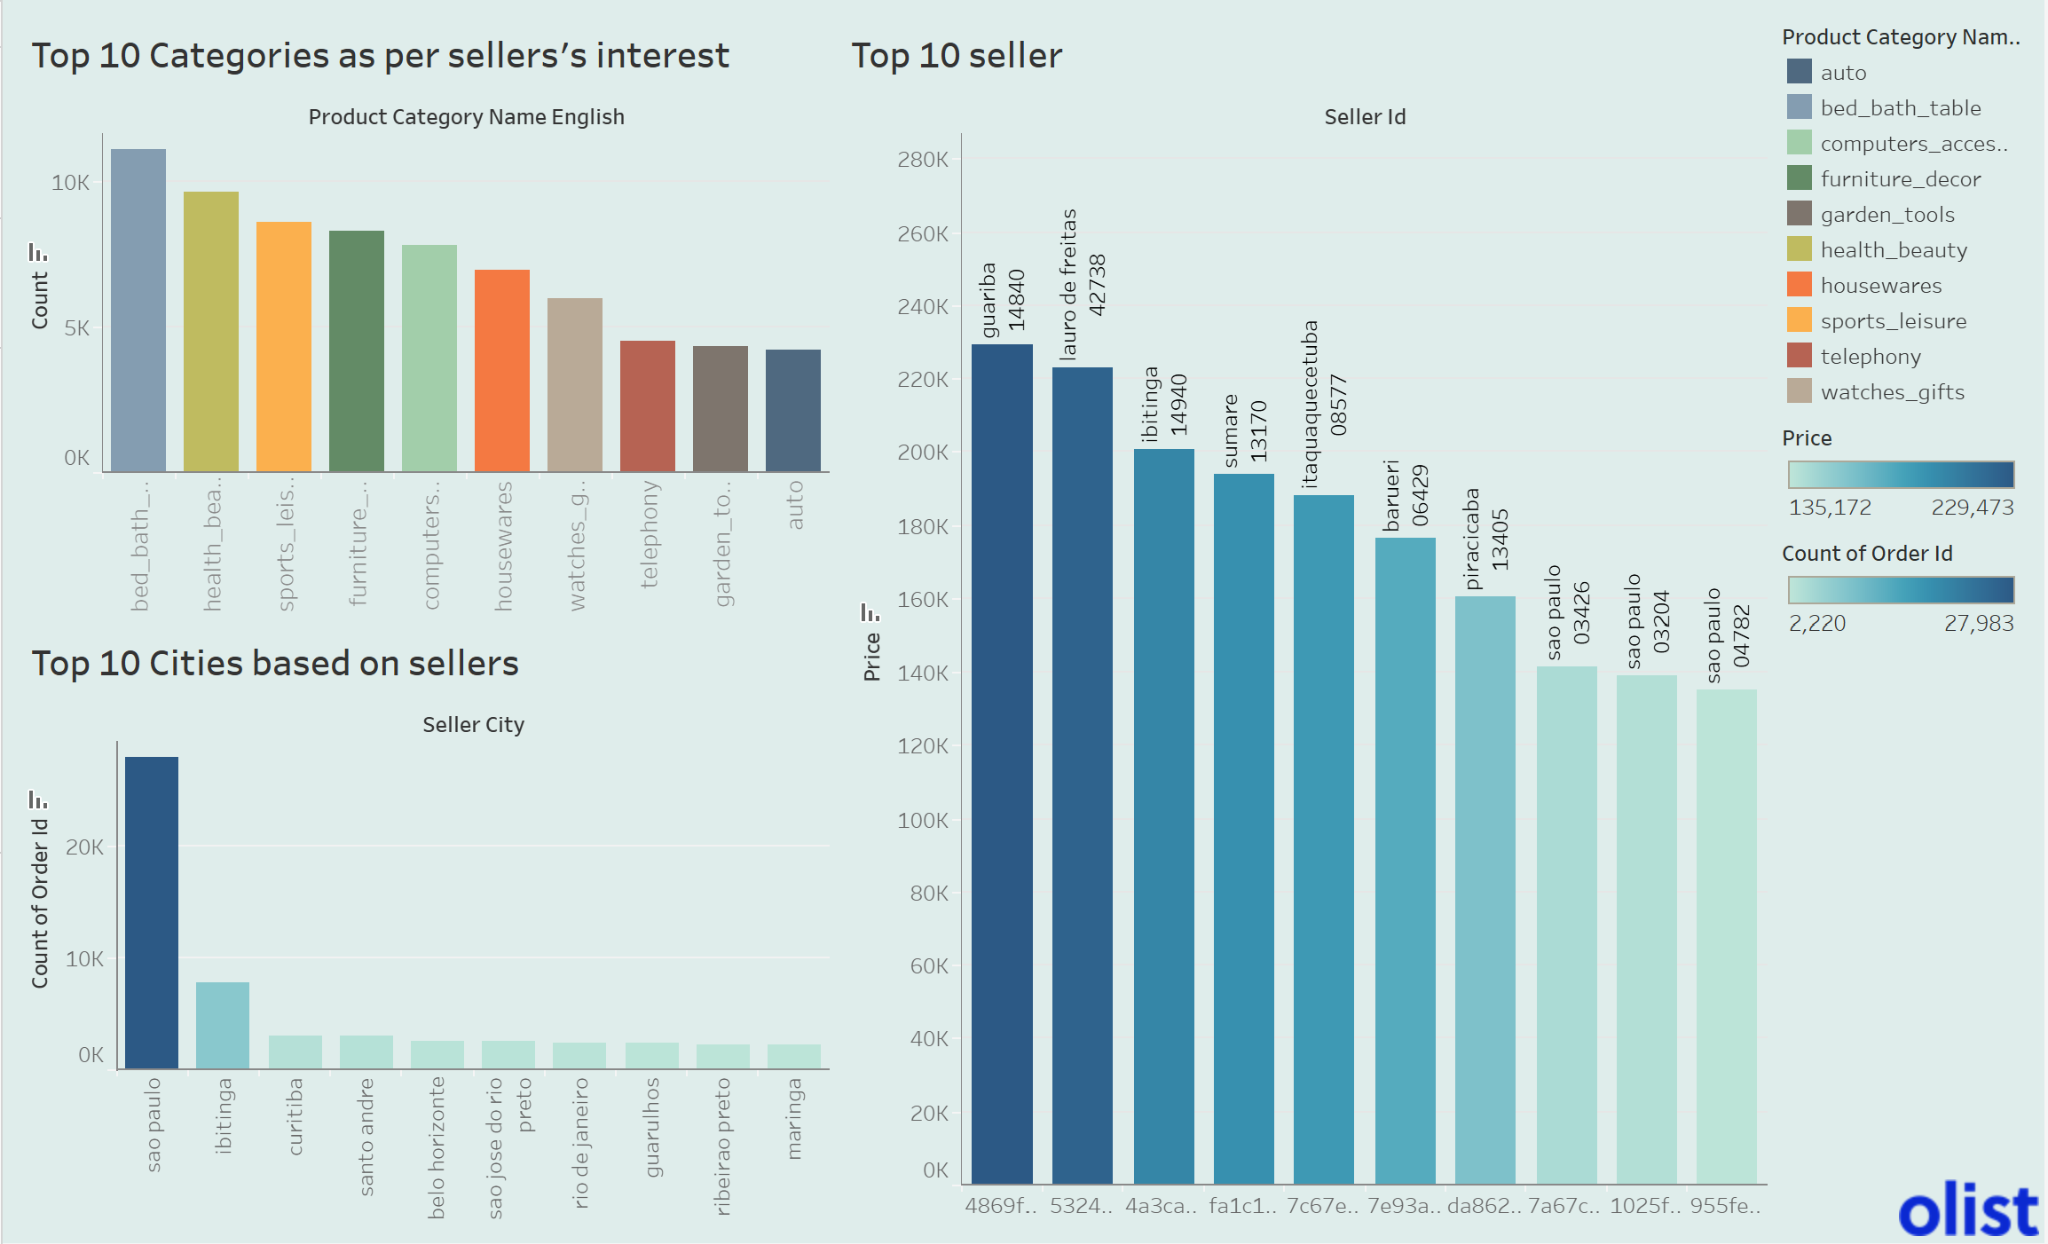 Top 10 Categories as per sellers’s interest
Product Category Name English
Count
10K
5K
0K
bed_bath_..
health_bea..
sports_leis..
furniture_..
computers..
housewares
watches_g..
telephony
garden_to..
auto
Top 10 Cities based on sellers
Seller City
Count of Order Id
20K
10K
0K
sao paulo
ibitinga
curitiba
santo andre
belo horizonte
sao jose do rio
preto
rio de janeiro
guarulhos
ribeirao preto
maringa
Top 10 seller
Seller Id
Price
280K
260K
240K
220K
200K
180K
160K
140K
120K
100K
80K
60K
40K
20K
0K
guariba
14840
lauro de freitas
42738
ibitinga
14940
sumare
13170
itaquaquecetuba
08577
barueri
06429
piracicaba
13405
sao paulo
03426
sao paulo
03204
sao paulo
04782
4869f..
5324..
4a3ca..
fa1c1..
7c67e..
7e93a..
da862..
7a67c..
1025f..
955fe..
Product Category Nam..
auto
bed_bath_table
computers_acces..
furniture_decor
garden_tools
health_beauty
housewares
sports_leisure
telephony
watches_gifts
Price
135,172 229,473
Count of Order Id
2,220 27,983
olist